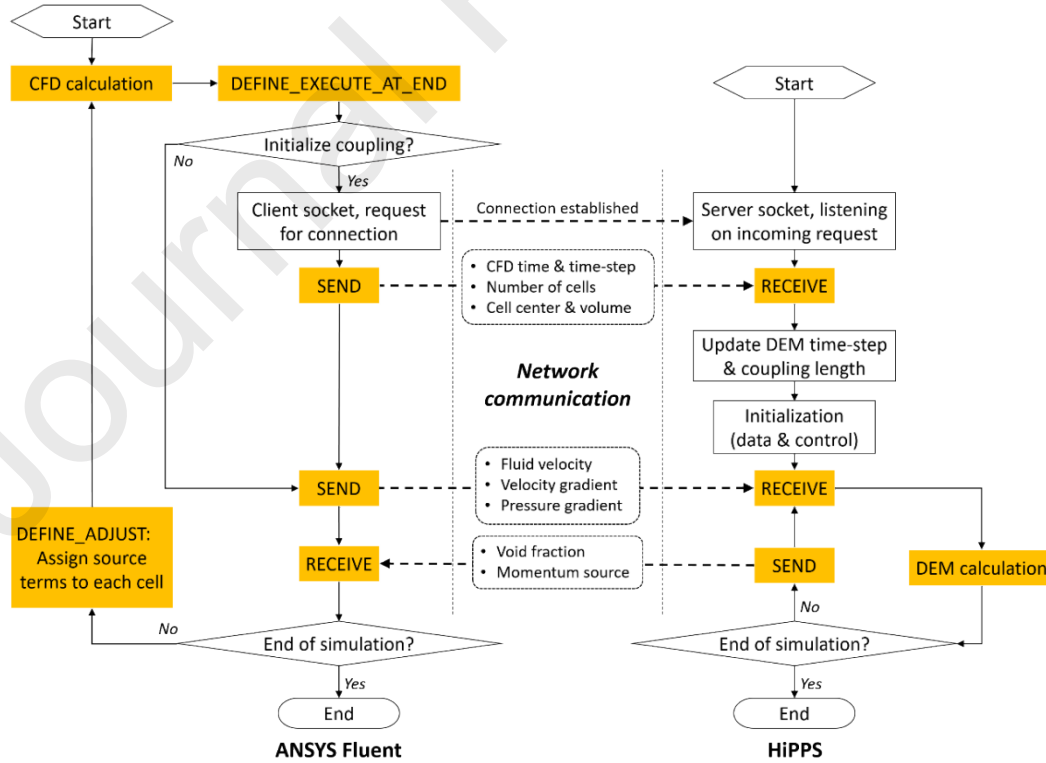 Start
CFD calculation
DEFINE_EXECUTE_AT_END
Start
Initialize coupling?
No
Yes
Client socket, request
for connection
Connection established
Server socket, listening
on incoming request
SEND
• CFD time & time-step
• Number of cells
• Cell center & volume
RECEIVE
Update DEM time-step
& coupling length
Network
communication
Initialization
(data & control)
SEND
• Fluid velocity
• Velocity gradient
• Pressure gradient
RECEIVE
DEFINE_ADJUST:
Assign source
terms to each cell
RECEIVE
• Void fraction
• Momentum source
SEND
DEM calculation
No
End of simulation?
No
End of simulation?
Yes
Yes
End
End
ANSYS Fluent
HiPPS
Journal